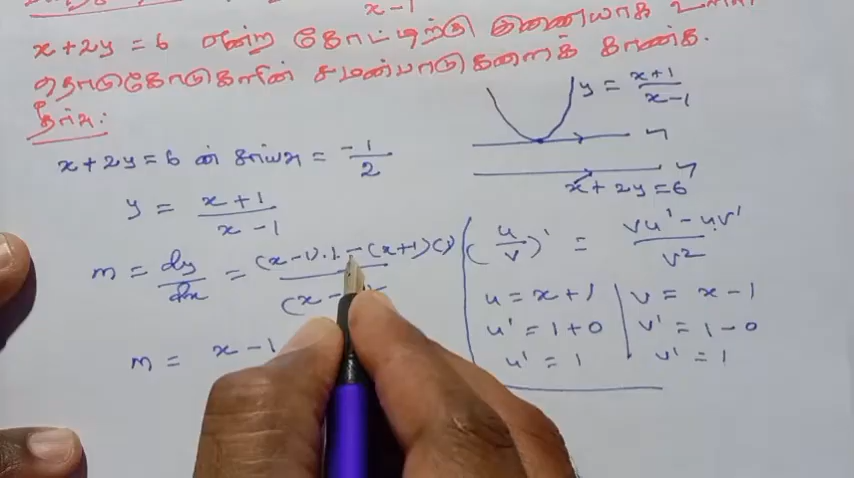 x-1
x+2y=6 என்ற கோட்டிற்கு இணையாக உள்ள
தொடுகோடுகளின் சமன்பாடுகளைக் காண்க.
தீர்வு:
x+2y=6 ன் சாய்வு = -1/2
y = x+1/x-1
m = dy/dx = (x-1).1-(x+1)(1)/(x-
m = x-1
y = x+1/x-1
x+2y=6
(u/v)' = vu'-uv'/v²
u = x+1 | v = x-1
u' = 1+0 | v' = 1-0
u' = 1 | v' = 1